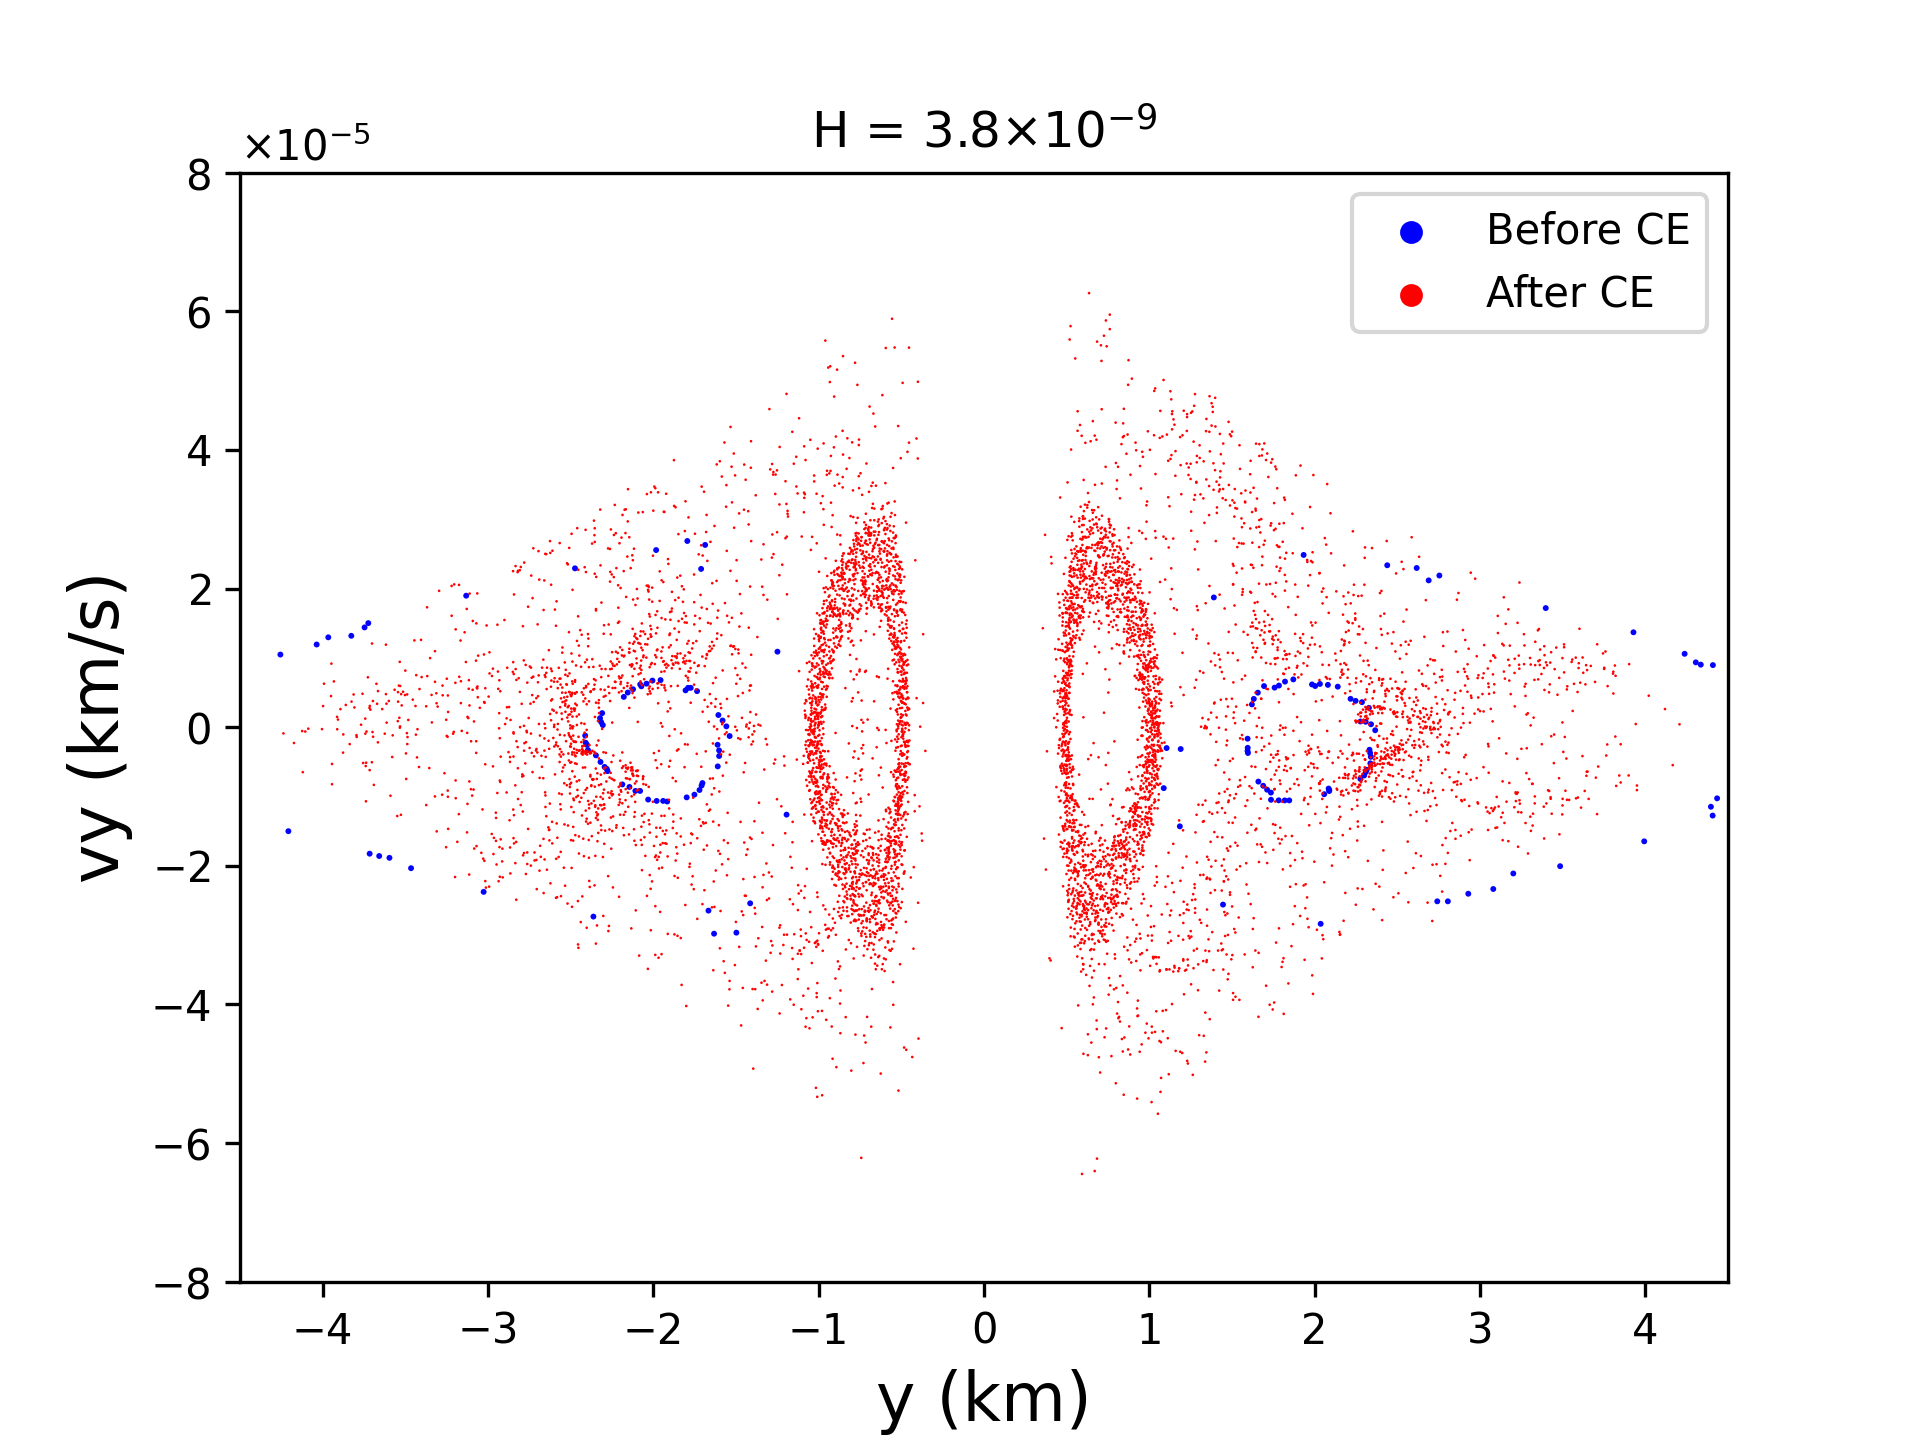 H = 3.8×10⁻⁹
×10⁻⁵
8
6
4
2
0
−2
−4
−6
−8
vy (km/s)
Before CE
After CE
−4 −3 −2 −1 0 1 2 3 4
y (km)